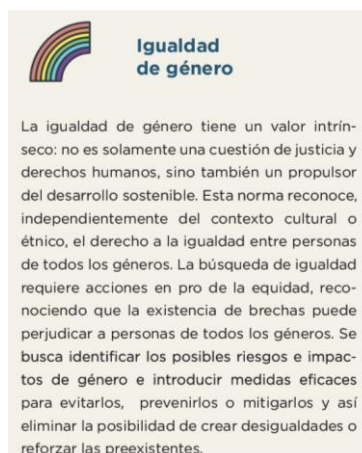 Igualdad
de género
La igualdad de género tiene un valor intrín-
seco: no es solamente una cuestión de justicia y
derechos humanos, sino también un propulsor
del desarrollo sostenible. Esta norma reconoce,
independientemente del contexto cultural o
étnico, el derecho a la igualdad entre personas
de todos los géneros. La búsqueda de igualdad
requiere acciones en pro de la equidad, reco-
nociendo que la existencia de brechas puede
perjudicar a personas de todos los géneros. Se
busca identificar los posibles riesgos e impac-
tos de género e introducir medidas eficaces
para evitarlos, prevenirlos o mitigarlos y así
eliminar la posibilidad de crear desigualdades o
reforzar las preexistentes.